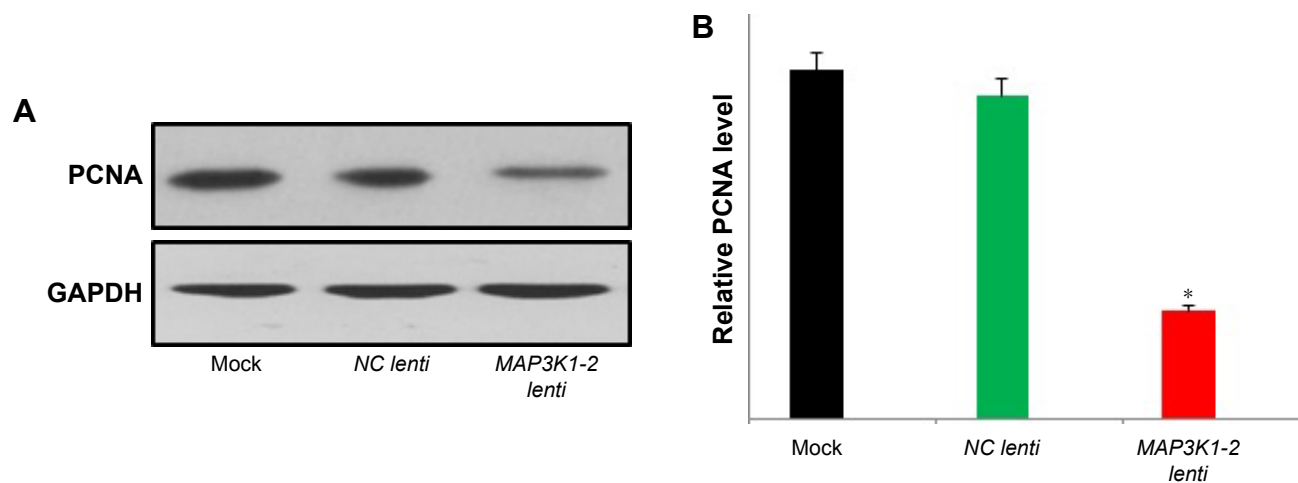 A
PCNA
GAPDH
Mock
NC lenti
MAP3K1-2
lenti
B
Relative PCNA level
*
Mock
NC lenti
MAP3K1-2
lenti